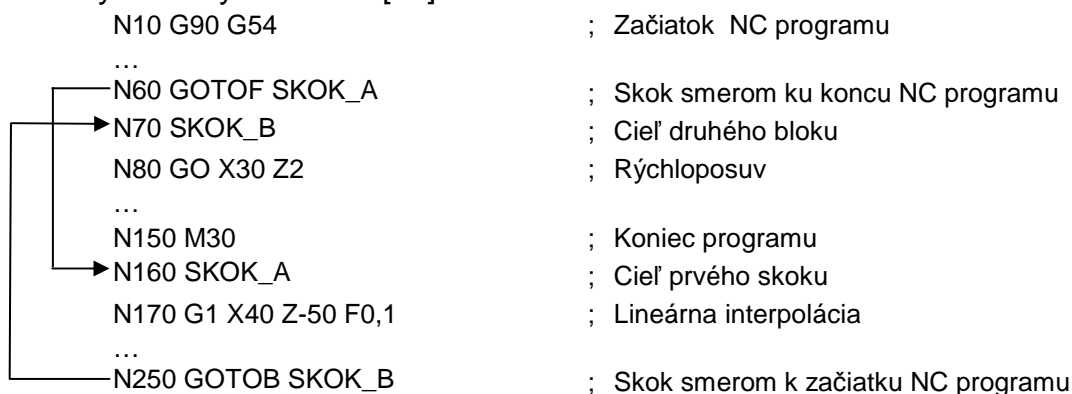 N10 G90 G54 ; Začiatok NC programu
…
N60 GOTOF SKOK_A ; Skok smerom ku koncu NC programu
N70 SKOK_B ; Cieľ druhého bloku
N80 GO X30 Z2 ; Rýchloposuv
…
N150 M30 ; Koniec programu
N160 SKOK_A ; Cieľ prvého skoku
N170 G1 X40 Z-50 F0,1 ; Lineárna interpolácia
…
N250 GOTOB SKOK_B ; Skok smerom k začiatku NC programu